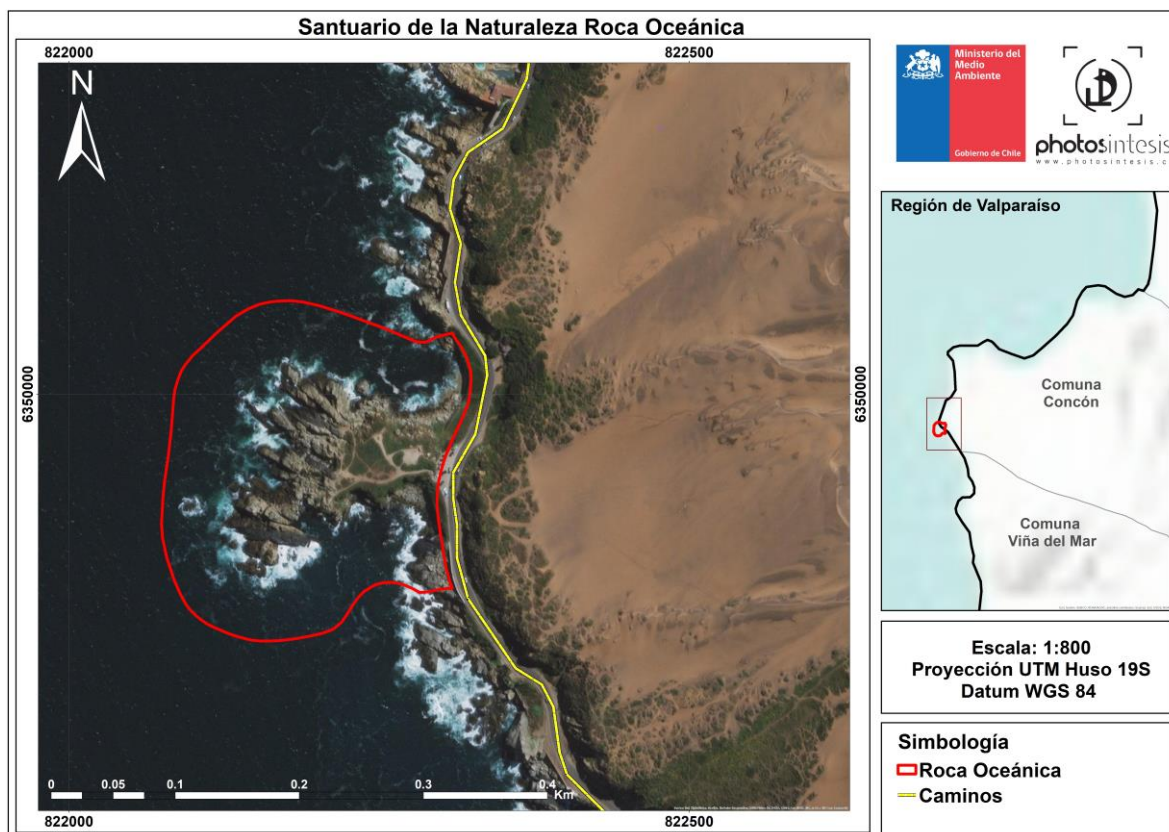 Santuario de la Naturaleza Roca Oceánica
822000
822500
N
6350000
6350000
0
0.05
0.1
0.2
0.3
0.4
Km
822000
822500
Ministerio del
Medio
Ambiente
Gobierno de Chile
photosintesis
www.photosintesis.c
Región de Valparaíso
Comuna
Concón
Comuna
Viña del Mar
Escala: 1:800
Proyección UTM Huso 19S
Datum WGS 84
Simbología
Roca Oceánica
Caminos